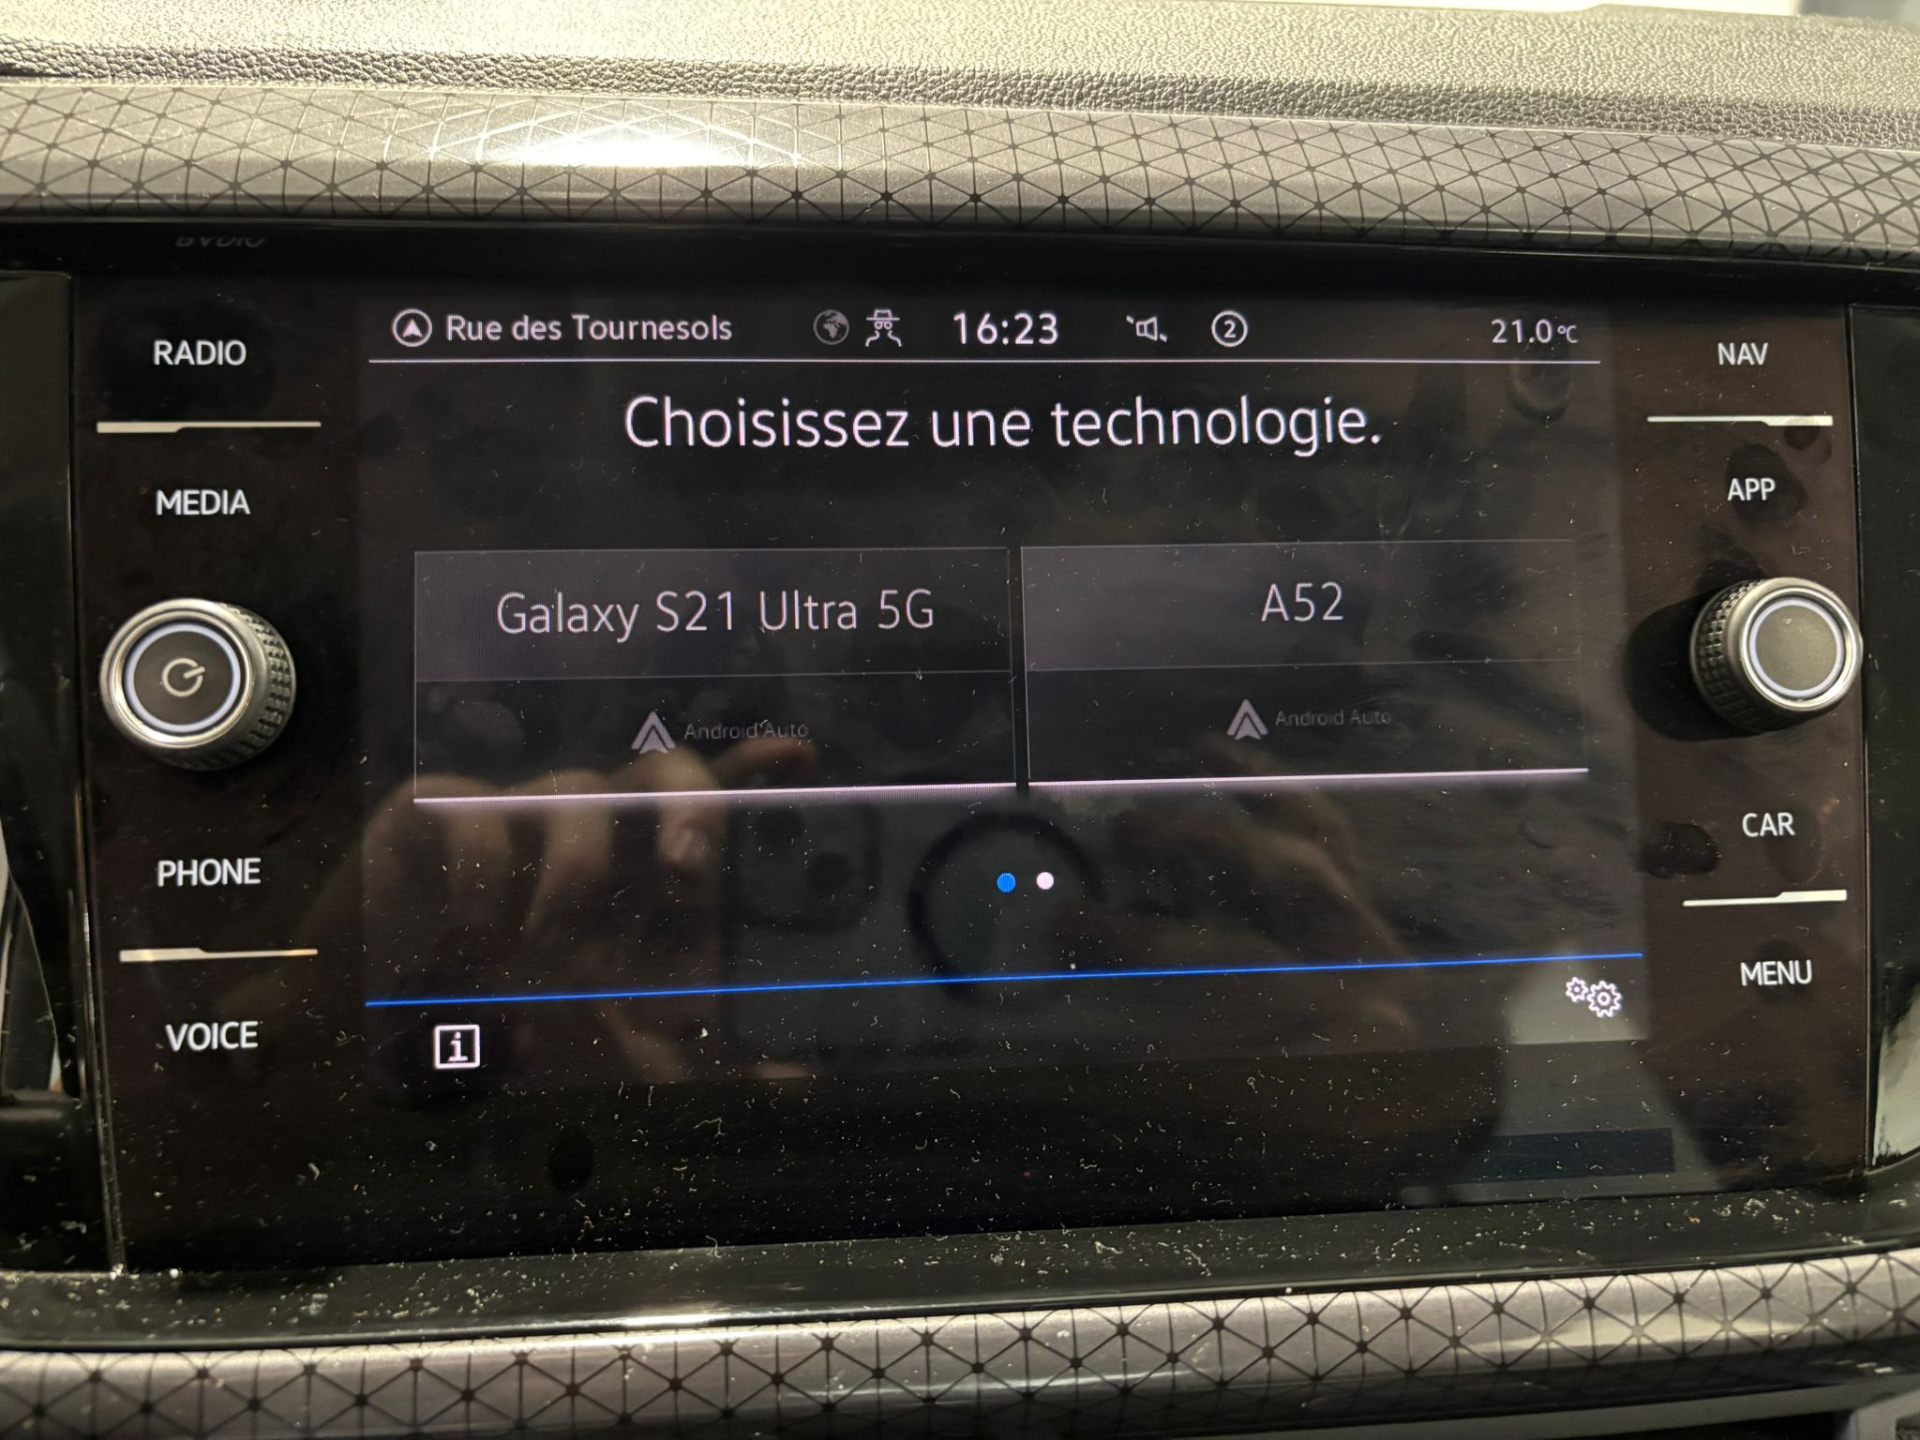 RADIO
MEDIA
PHONE
VOICE
Rue des Tournesols
16:23
2
21.0°C
Choisissez une technologie.
Galaxy S21 Ultra 5G
Android Auto
A52
Android Auto
i
NAV
APP
CAR
MENU